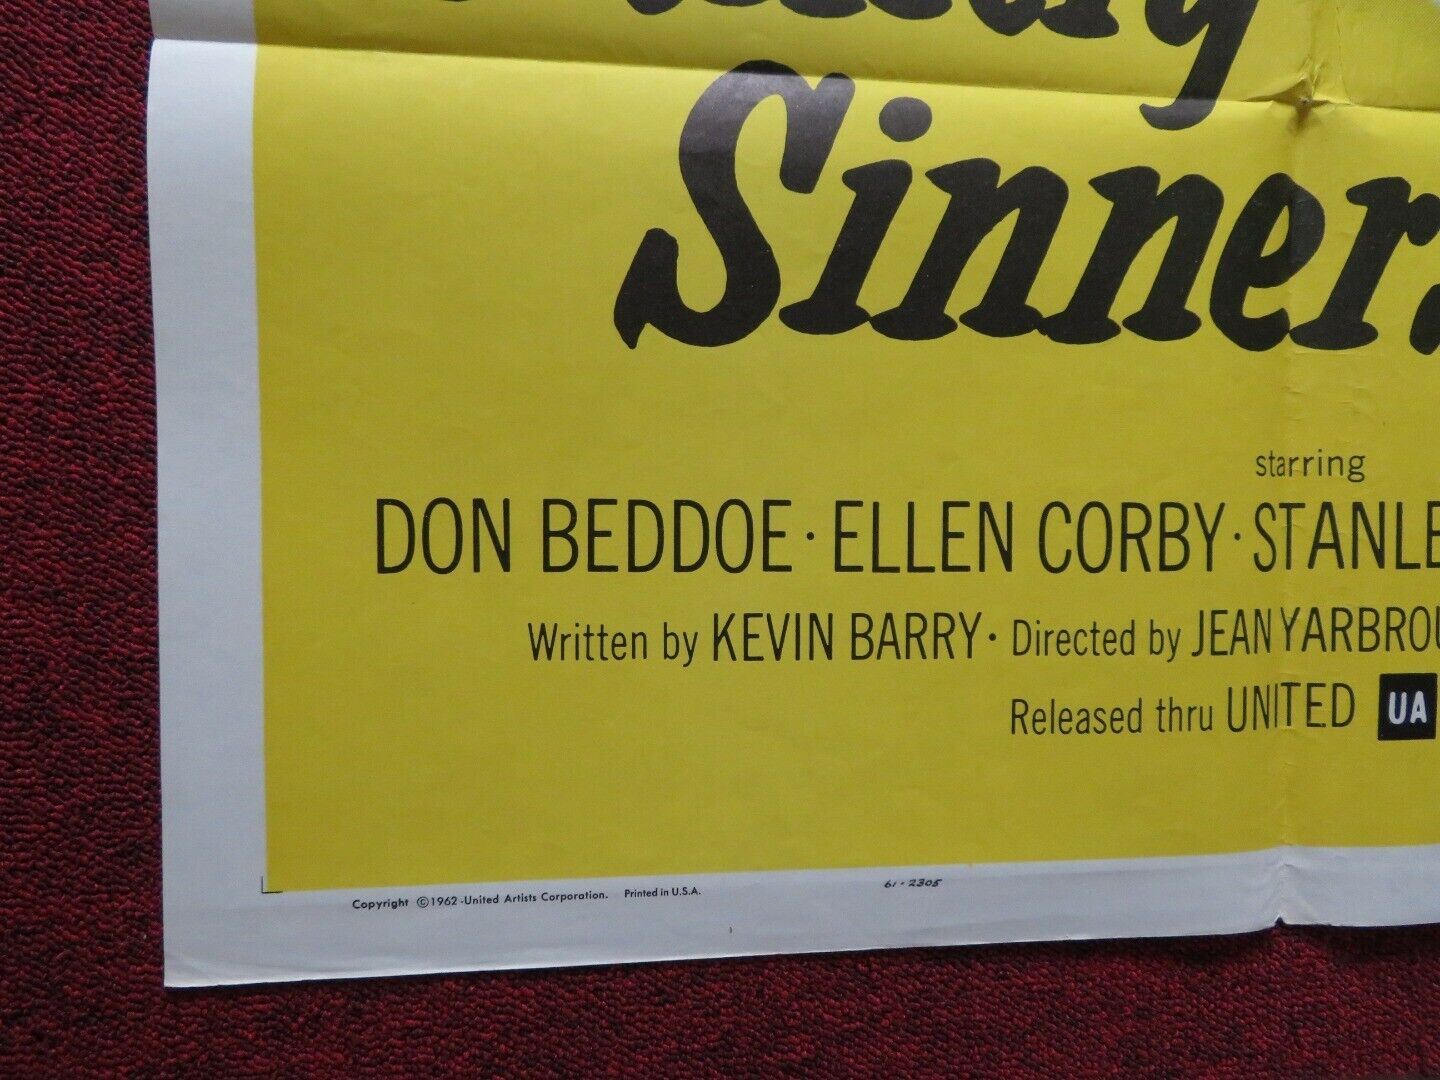 Sinner
starring
DON BEDDOE · ELLEN CORBY · STANLE
Written by KEVIN BARRY · Directed by JEAN YARBROU
Released thru UNITED UA
Copyright ©1962 - United Artists Corporation. Printed in U.S.A. 61 - 2305